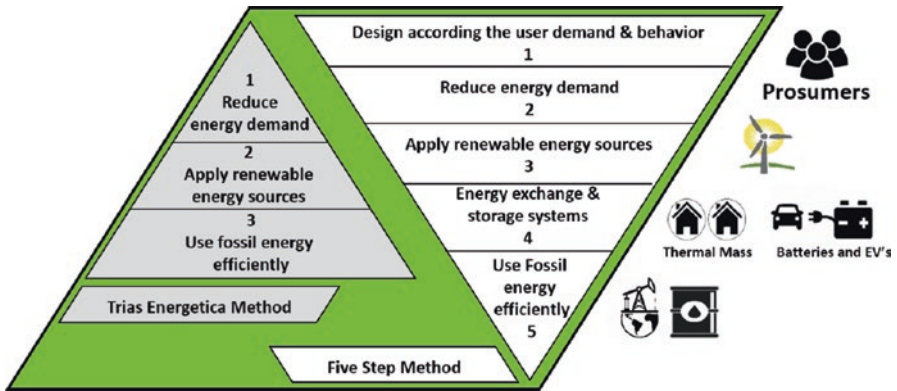 1
Reduce
energy demand
2
Apply renewable
energy sources
3
Use fossil energy
efficiently
Trias Energetica Method
Design according the user demand & behavior
1
Reduce energy demand
2
Apply renewable energy sources
3
Energy exchange &
storage systems
4
Use Fossil
energy
efficiently
5
Five Step Method
Prosumers
Thermal Mass
Batteries and EV's